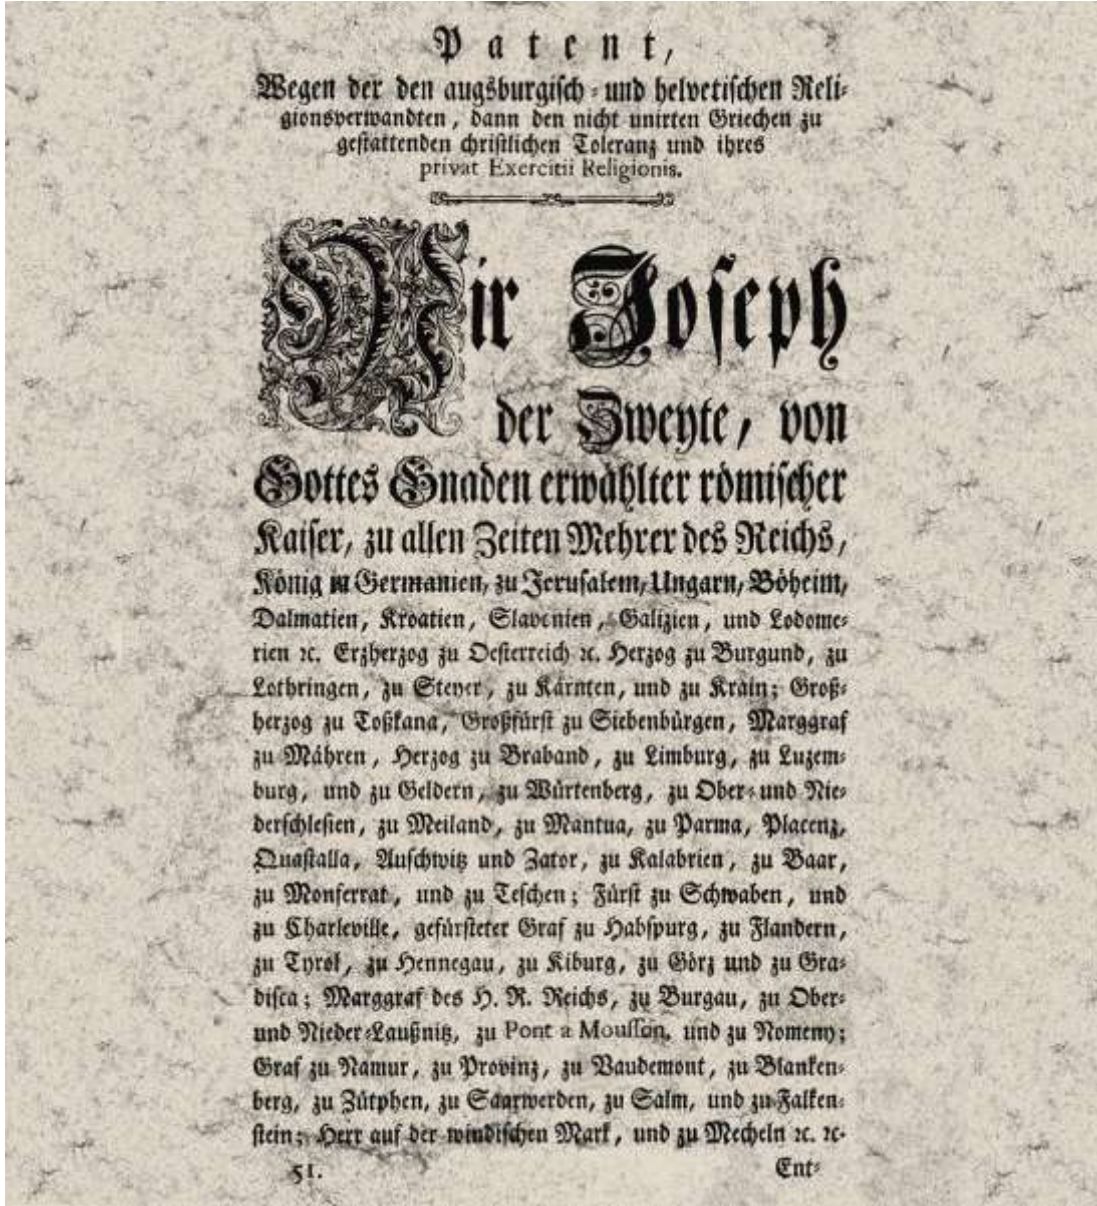 Patent,
Wegen der den augsburgisch- und helvetischen Reli-
gionsverwandten, dann den nicht unirten Griechen zu
gestattenden christlichen Toleranz und ihres
privat Exercitii Religionis.
Wir Joseph
der Zweyte, von
Gottes Gnaden erwählter römischer
Kaiser, zu allen Zeiten Mehrer des Reichs,
König in Germanien, zu Jerusalem, Ungarn, Böheim,
Dalmatien, Kroatien, Slavenien, Galizien, und Lodome-
rien ꝛc. Erzherzog zu Oesterreich ꝛc. Herzog zu Burgund, zu
Lothringen, zu Steyer, zu Kärnten, und zu Krain; Groß-
herzog zu Toßkana, Großfürst zu Siebenbürgen, Marggraf
zu Mähren, Herzog zu Braband, zu Limburg, zu Luzem-
burg, und zu Geldern, zu Würtenberg, zu Ober- und Nie-
derschlesien, zu Meiland, zu Mantua, zu Parma, Placenz,
Quastalla, Auschwitz und Zator, zu Kalabrien, zu Baar,
zu Monferrat, und zu Teschen; Fürst zu Schwaben, und
zu Charleville, gefürsteter Graf zu Habspurg, zu Flandern,
zu Tyrol, zu Hennegau, zu Kiburg, zu Görz und zu Gra-
disca; Marggraf des H. R. Reichs, zu Burgau, zu Ober-
und Nieder-Laußnitz, zu Pont a Mousson, und zu Nomeny;
Graf zu Namur, zu Provinz, zu Vaudemont, zu Blanken-
berg, zu Zütphen, zu Saarwerden, zu Salm, und zu Falken-
stein; Herr auf der windischen Mark, und zu Mecheln ꝛc. ꝛc.
51. Ent-